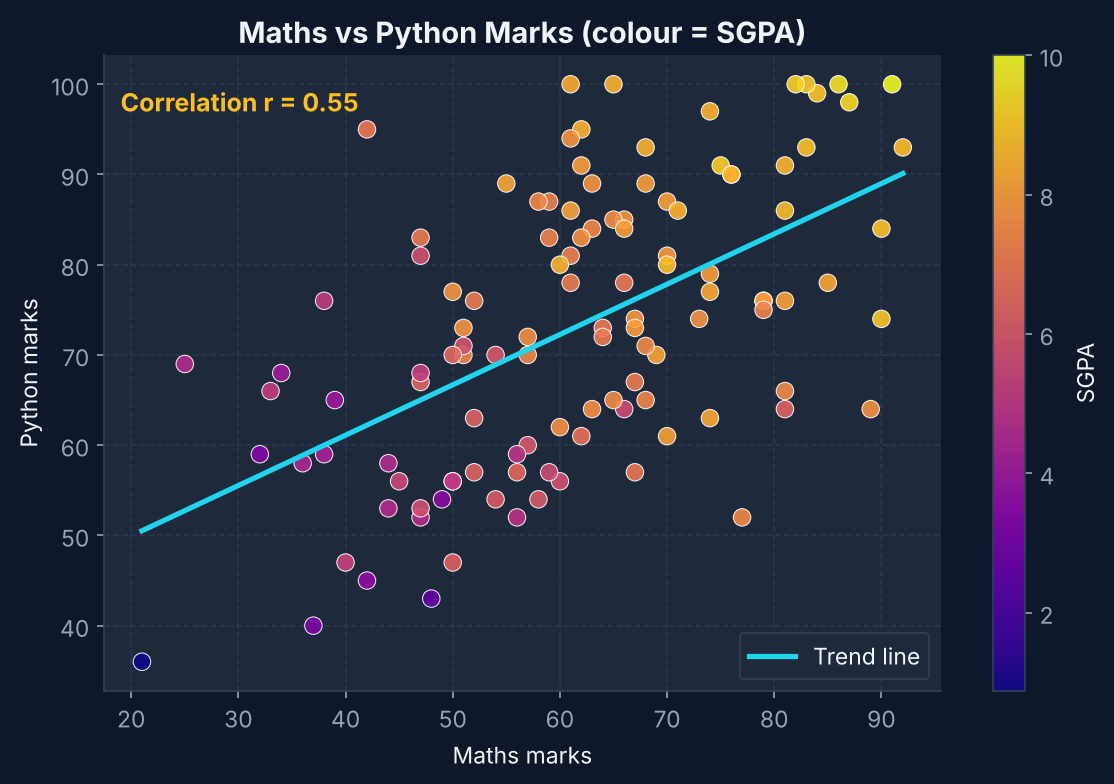 Maths vs Python Marks (colour = SGPA)
Correlation r = 0.55
100
90
80
70
60
50
40
Python marks
20 30 40 50 60 70 80 90
Maths marks
Trend line
10
8
6
4
2
SGPA